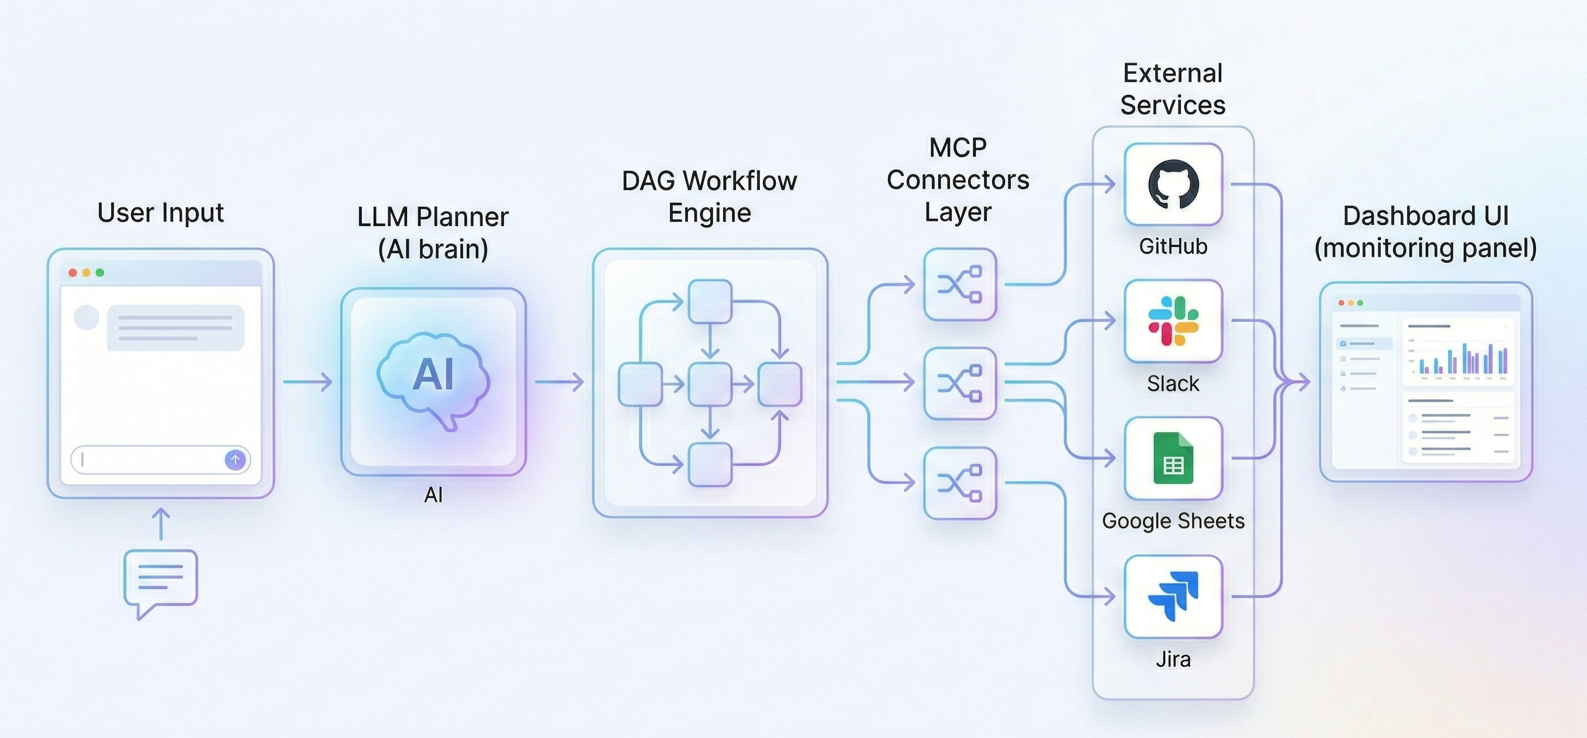 User Input
LLM Planner
(AI brain)
AI
AI
DAG Workflow
Engine
MCP
Connectors
Layer
External
Services
GitHub
Slack
Google Sheets
Jira
Dashboard UI
(monitoring panel)